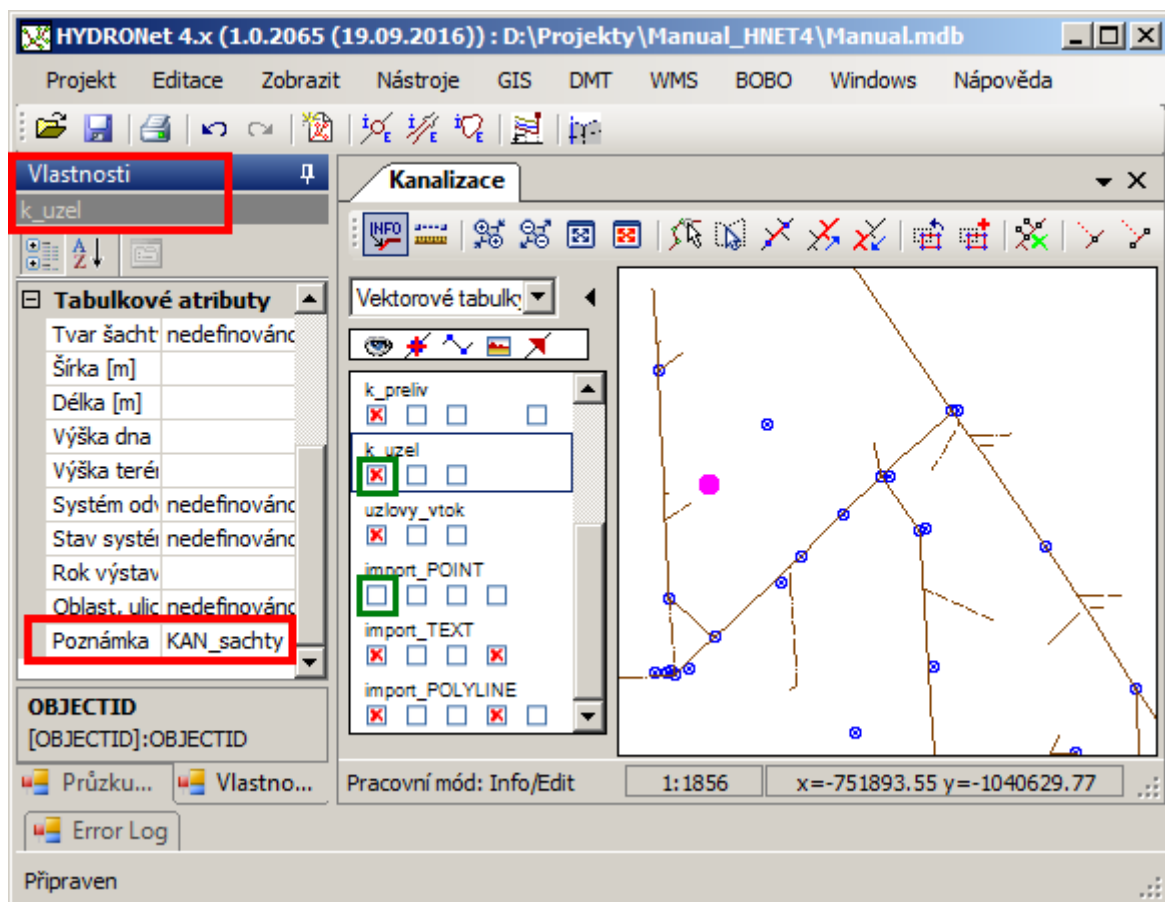 HYDRONet 4.x (1.0.2065 (19.09.2016)) : D:\Projekty\Manual_HNET4\Manual.mdb
Projekt Editace Zobrazit Nástroje GIS DMT WMS BOBO Windows Nápověda
Vlastnosti
k_uzel
Tabulkové atributy
Tvar šacht nedefinováno
Šířka [m]
Délka [m]
Výška dna
Výška terér
Systém odv nedefinováno
Stav systér nedefinováno
Rok výstav
Oblast, ulic nedefinováno
Poznámka KAN_sachty
OBJECTID
[OBJECTID]:OBJECTID
Průzku... Vlastno...
Kanalizace
INFO
Vektorové tabulky
k_preliv
k_uzel
uzlovy_vtok
import_POINT
import_TEXT
import_POLYLINE
Pracovní mód: Info/Edit 1:1856 x=-751893.55 y=-1040629.77
Error Log
Připraven